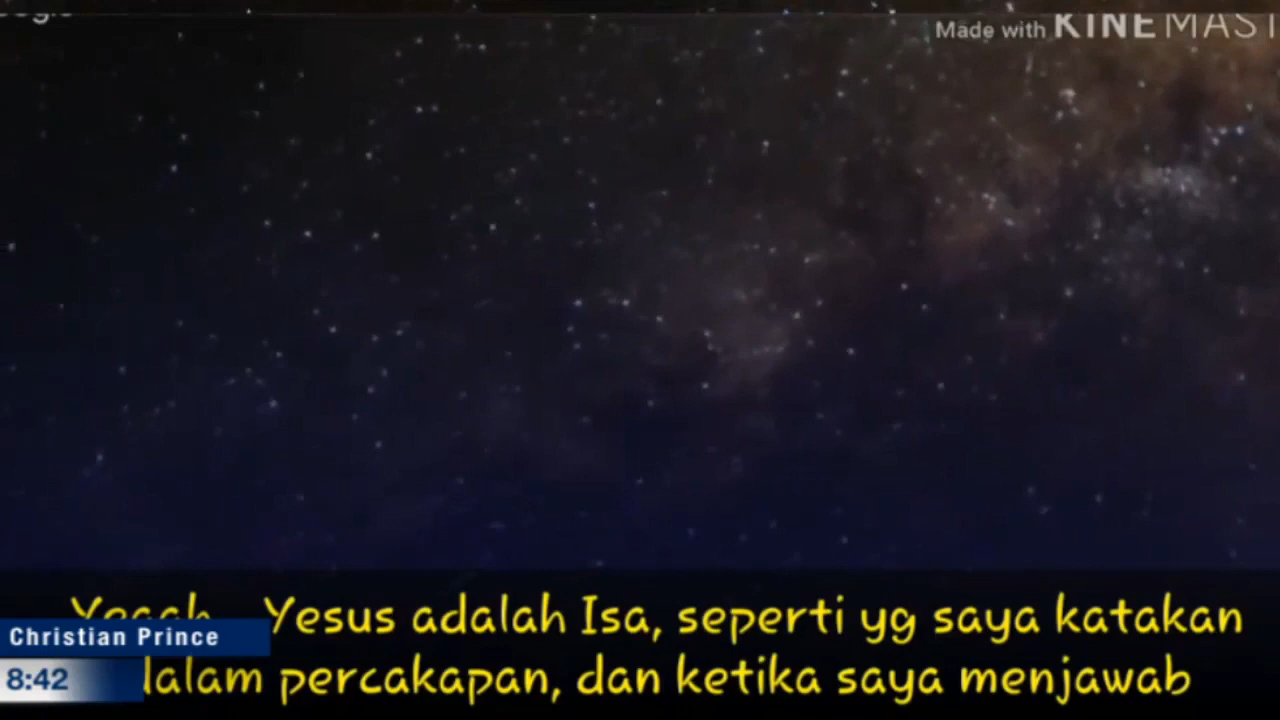 Made with KINEMAST
Yeaah... Yesus adalah Isa, seperti yg saya katakan
dalam percakapan, dan ketika saya menjawab
Christian Prince
8:42